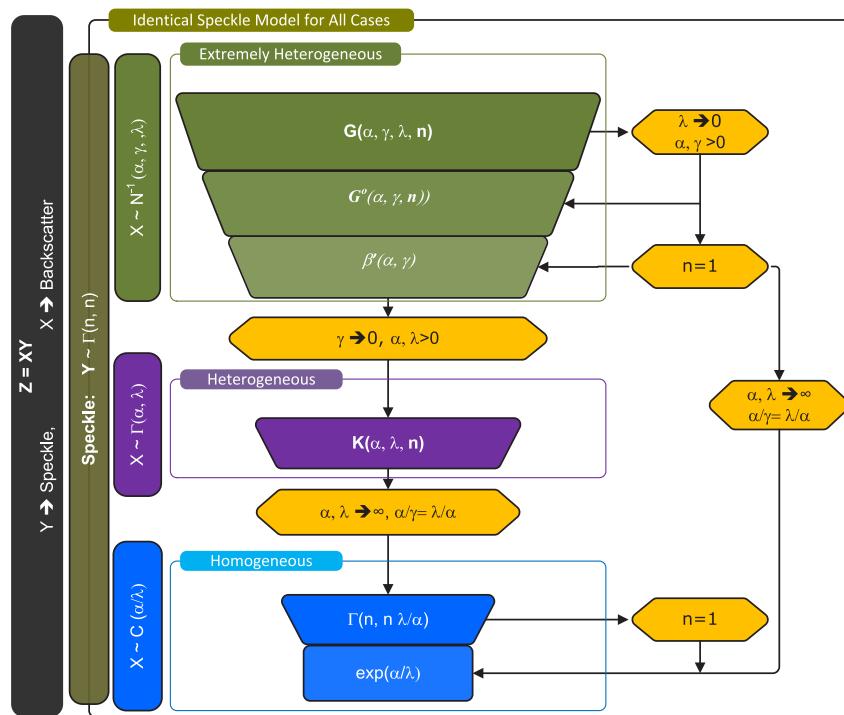 Identical Speckle Model for All Cases
Z = XY
Y ➔ Speckle, X ➔ Backscatter
Speckle: Y ~ Γ(n, n)
X ~ N⁻¹ (α, γ, ,λ)
Extremely Heterogeneous
G(α, γ, λ, n)
λ ➔0
α, γ >0
Gᵒ(α, γ, n))
β'(α, γ)
n=1
γ ➔0, α, λ>0
X ~ Γ(α, λ)
Heterogeneous
K(α, λ, n)
α, λ ➔∞
α/γ= λ/α
α, λ ➔∞, α/γ= λ/α
X ~ C (α/λ)
Homogeneous
Γ(n, n λ/α)
n=1
exp(α/λ)